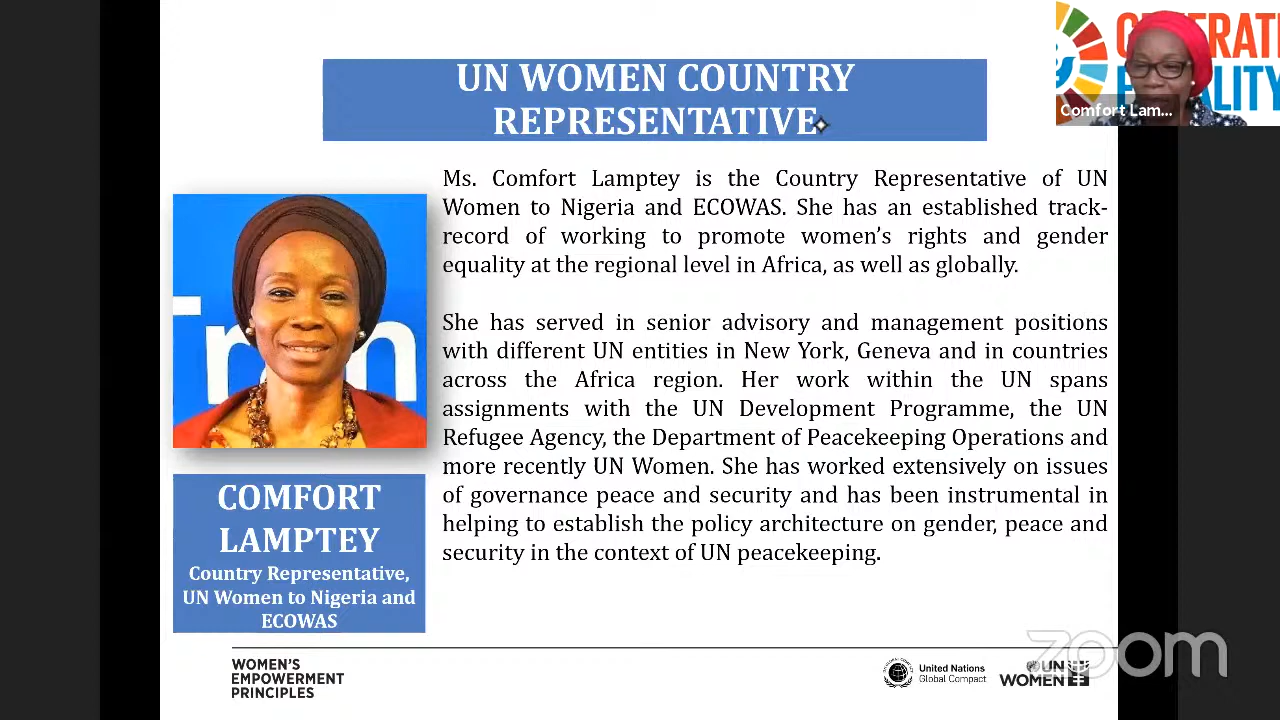 UN WOMEN COUNTRY
REPRESENTATIVE
Comfort Lam...
Ms. Comfort Lamptey is the Country Representative of UN
Women to Nigeria and ECOWAS. She has an established track-
record of working to promote women's rights and gender
equality at the regional level in Africa, as well as globally.
She has served in senior advisory and management positions
with different UN entities in New York, Geneva and in countries
across the Africa region. Her work within the UN spans
assignments with the UN Development Programme, the UN
Refugee Agency, the Department of Peacekeeping Operations and
more recently UN Women. She has worked extensively on issues
of governance peace and security and has been instrumental in
helping to establish the policy architecture on gender, peace and
security in the context of UN peacekeeping.
COMFORT
LAMPTEY
Country Representative,
UN Women to Nigeria and
ECOWAS
WOMEN'S
EMPOWERMENT
PRINCIPLES
United Nations
Global Compact
UN
WOMEN
zoom